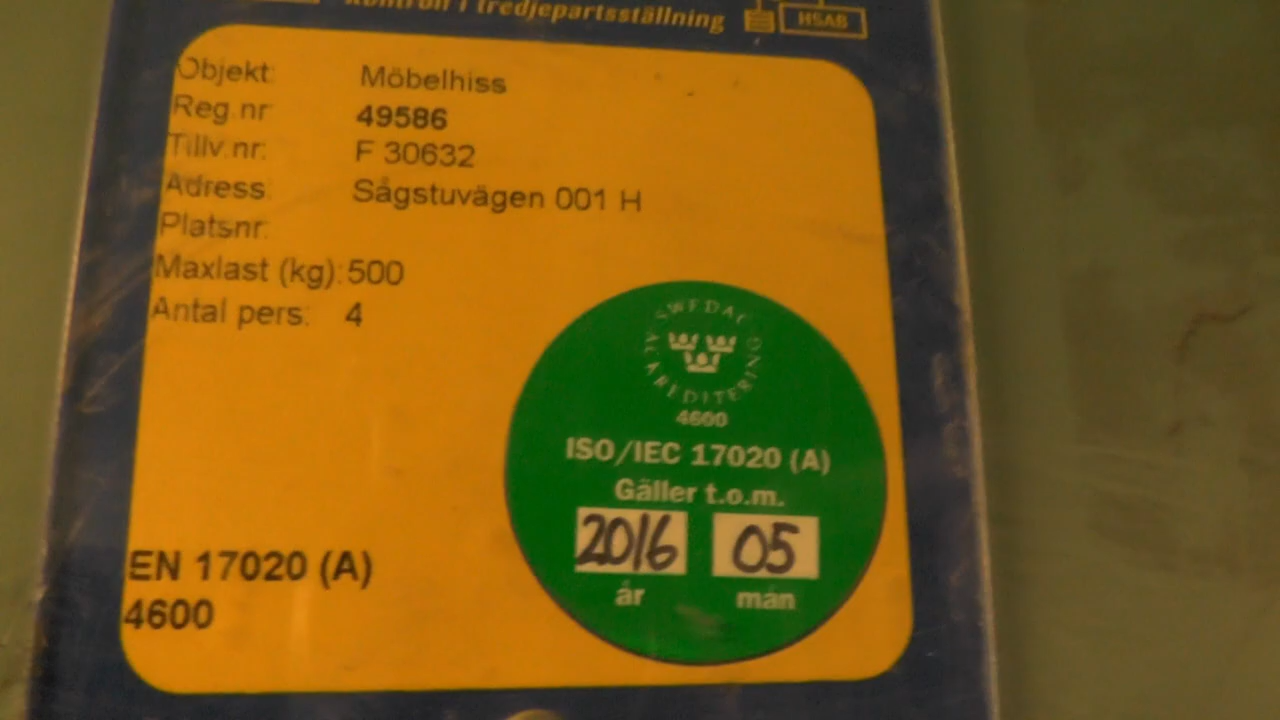 Kontroll i tredjepartsställning
HSAB
Objekt: Möbelhiss
Reg.nr 49586
Tillv.nr: F 30632
Adress: Sågstuvägen 001 H
Platsnr:
Maxlast (kg): 500
Antal pers: 4
SWEDAC
ACKREDITERING
4600
ISO/IEC 17020 (A)
Gäller t.o.m.
2016 05
år mån
EN 17020 (A)
4600